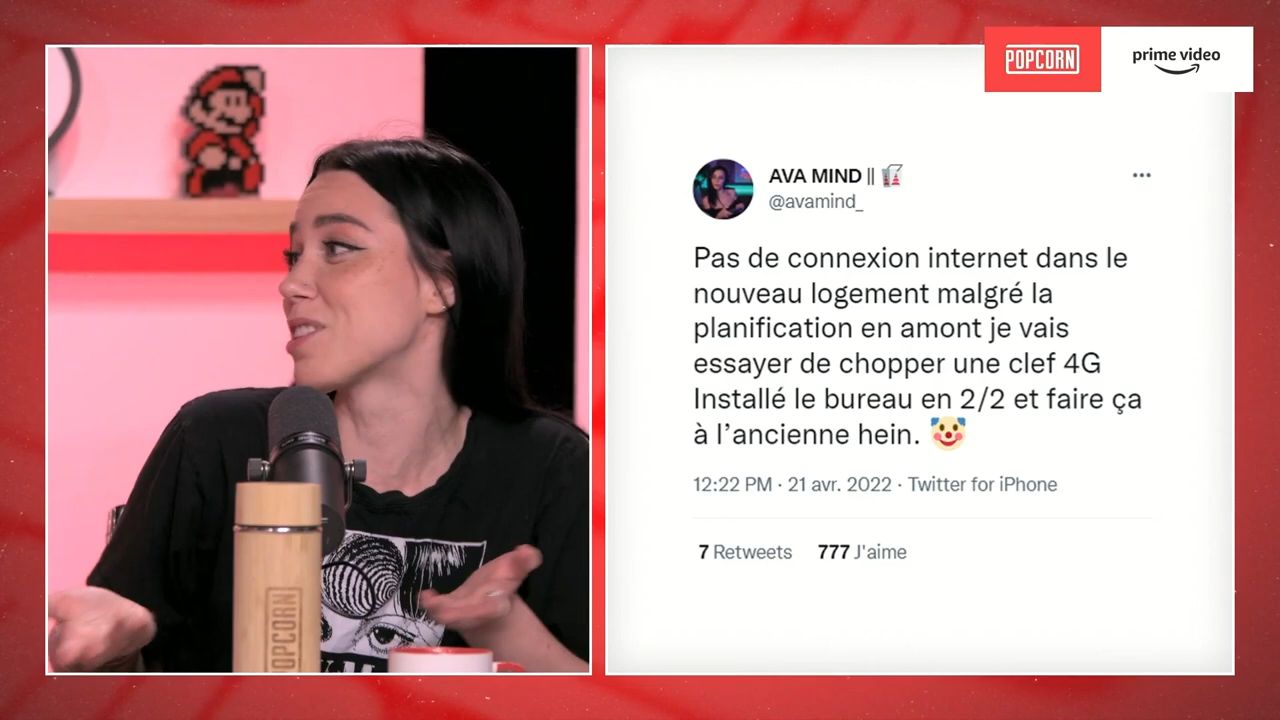 POPCORN
prime video
AVA MIND ||
@avamind_
Pas de connexion internet dans le
nouveau logement malgré la
planification en amont je vais
essayer de chopper une clef 4G
Installé le bureau en 2/2 et faire ça
à l’ancienne hein. 🤡
12:22 PM · 21 avr. 2022 · Twitter for iPhone
7 Retweets 777 J'aime
POPCORN